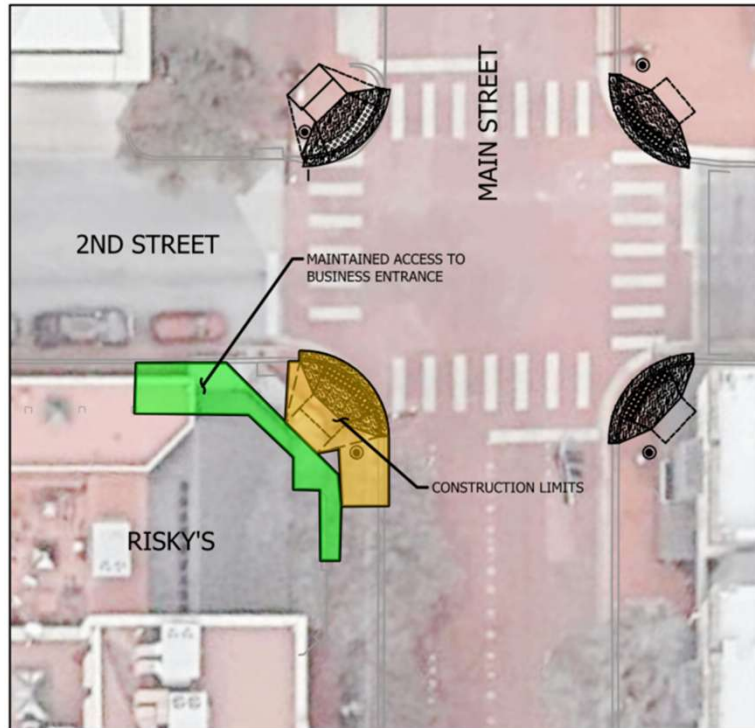 MAIN STREET
2ND STREET
MAINTAINED ACCESS TO
BUSINESS ENTRANCE
CONSTRUCTION LIMITS
RISKY'S